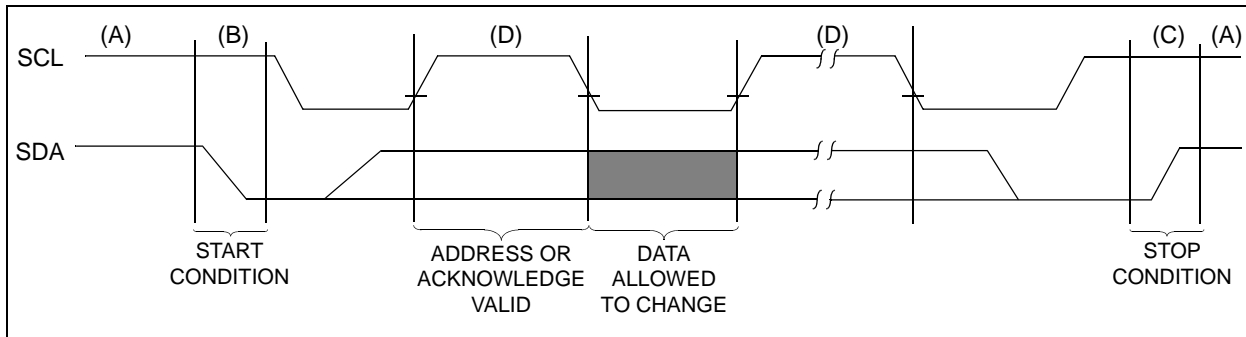 (A)
(B)
(D)
(D)
(C)
(A)
SCL
SDA
START
CONDITION
ADDRESS OR
ACKNOWLEDGE
VALID
DATA
ALLOWED
TO CHANGE
STOP
CONDITION